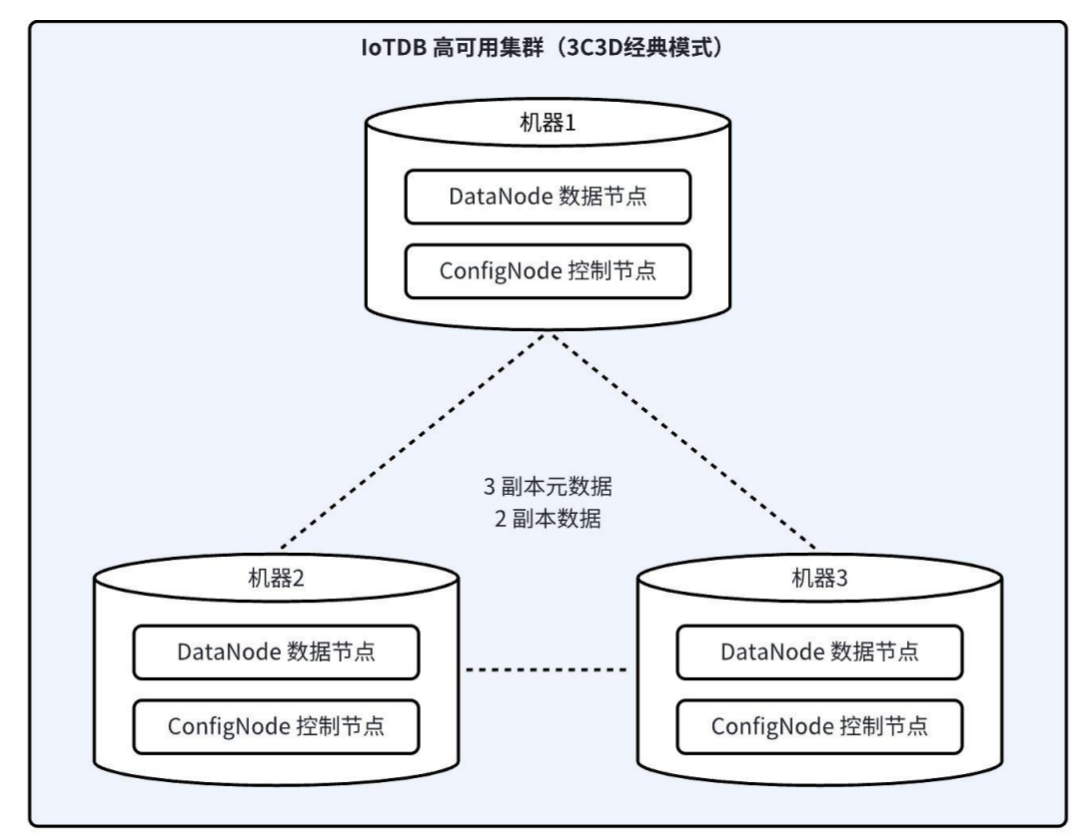 IoTDB 高可用集群（3C3D经典模式）
机器1
DataNode 数据节点
ConfigNode 控制节点
3 副本元数据
2 副本数据
机器2
DataNode 数据节点
ConfigNode 控制节点
机器3
DataNode 数据节点
ConfigNode 控制节点